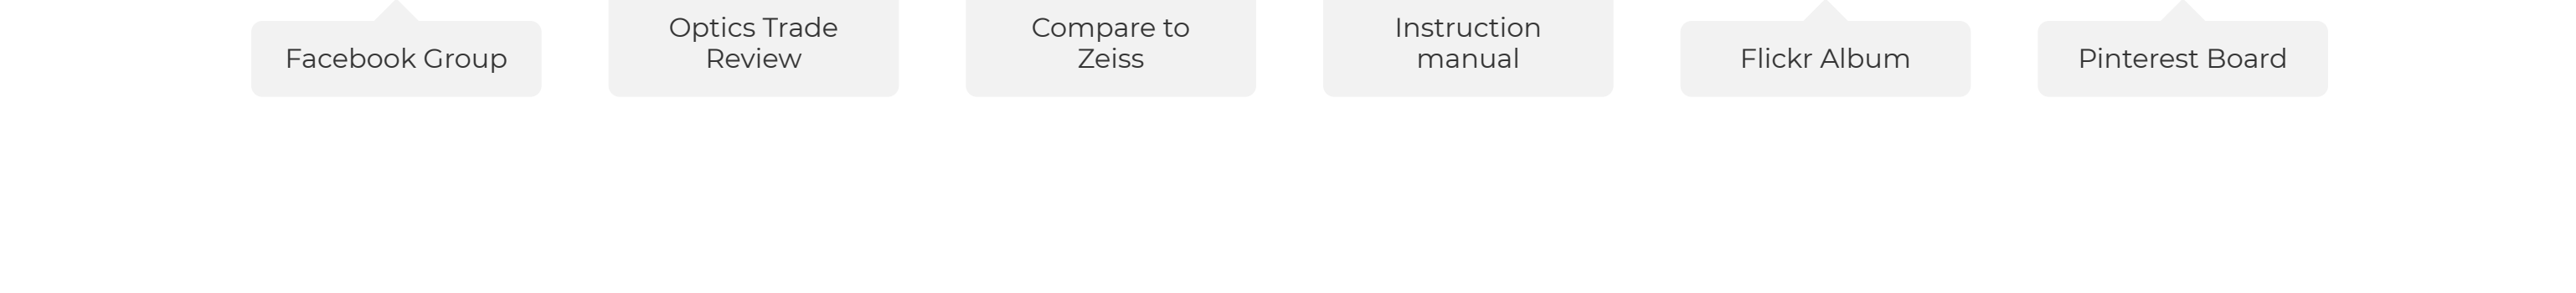 Facebook Group
Optics Trade
Review
Compare to
Zeiss
Instruction
manual
Flickr Album
Pinterest Board